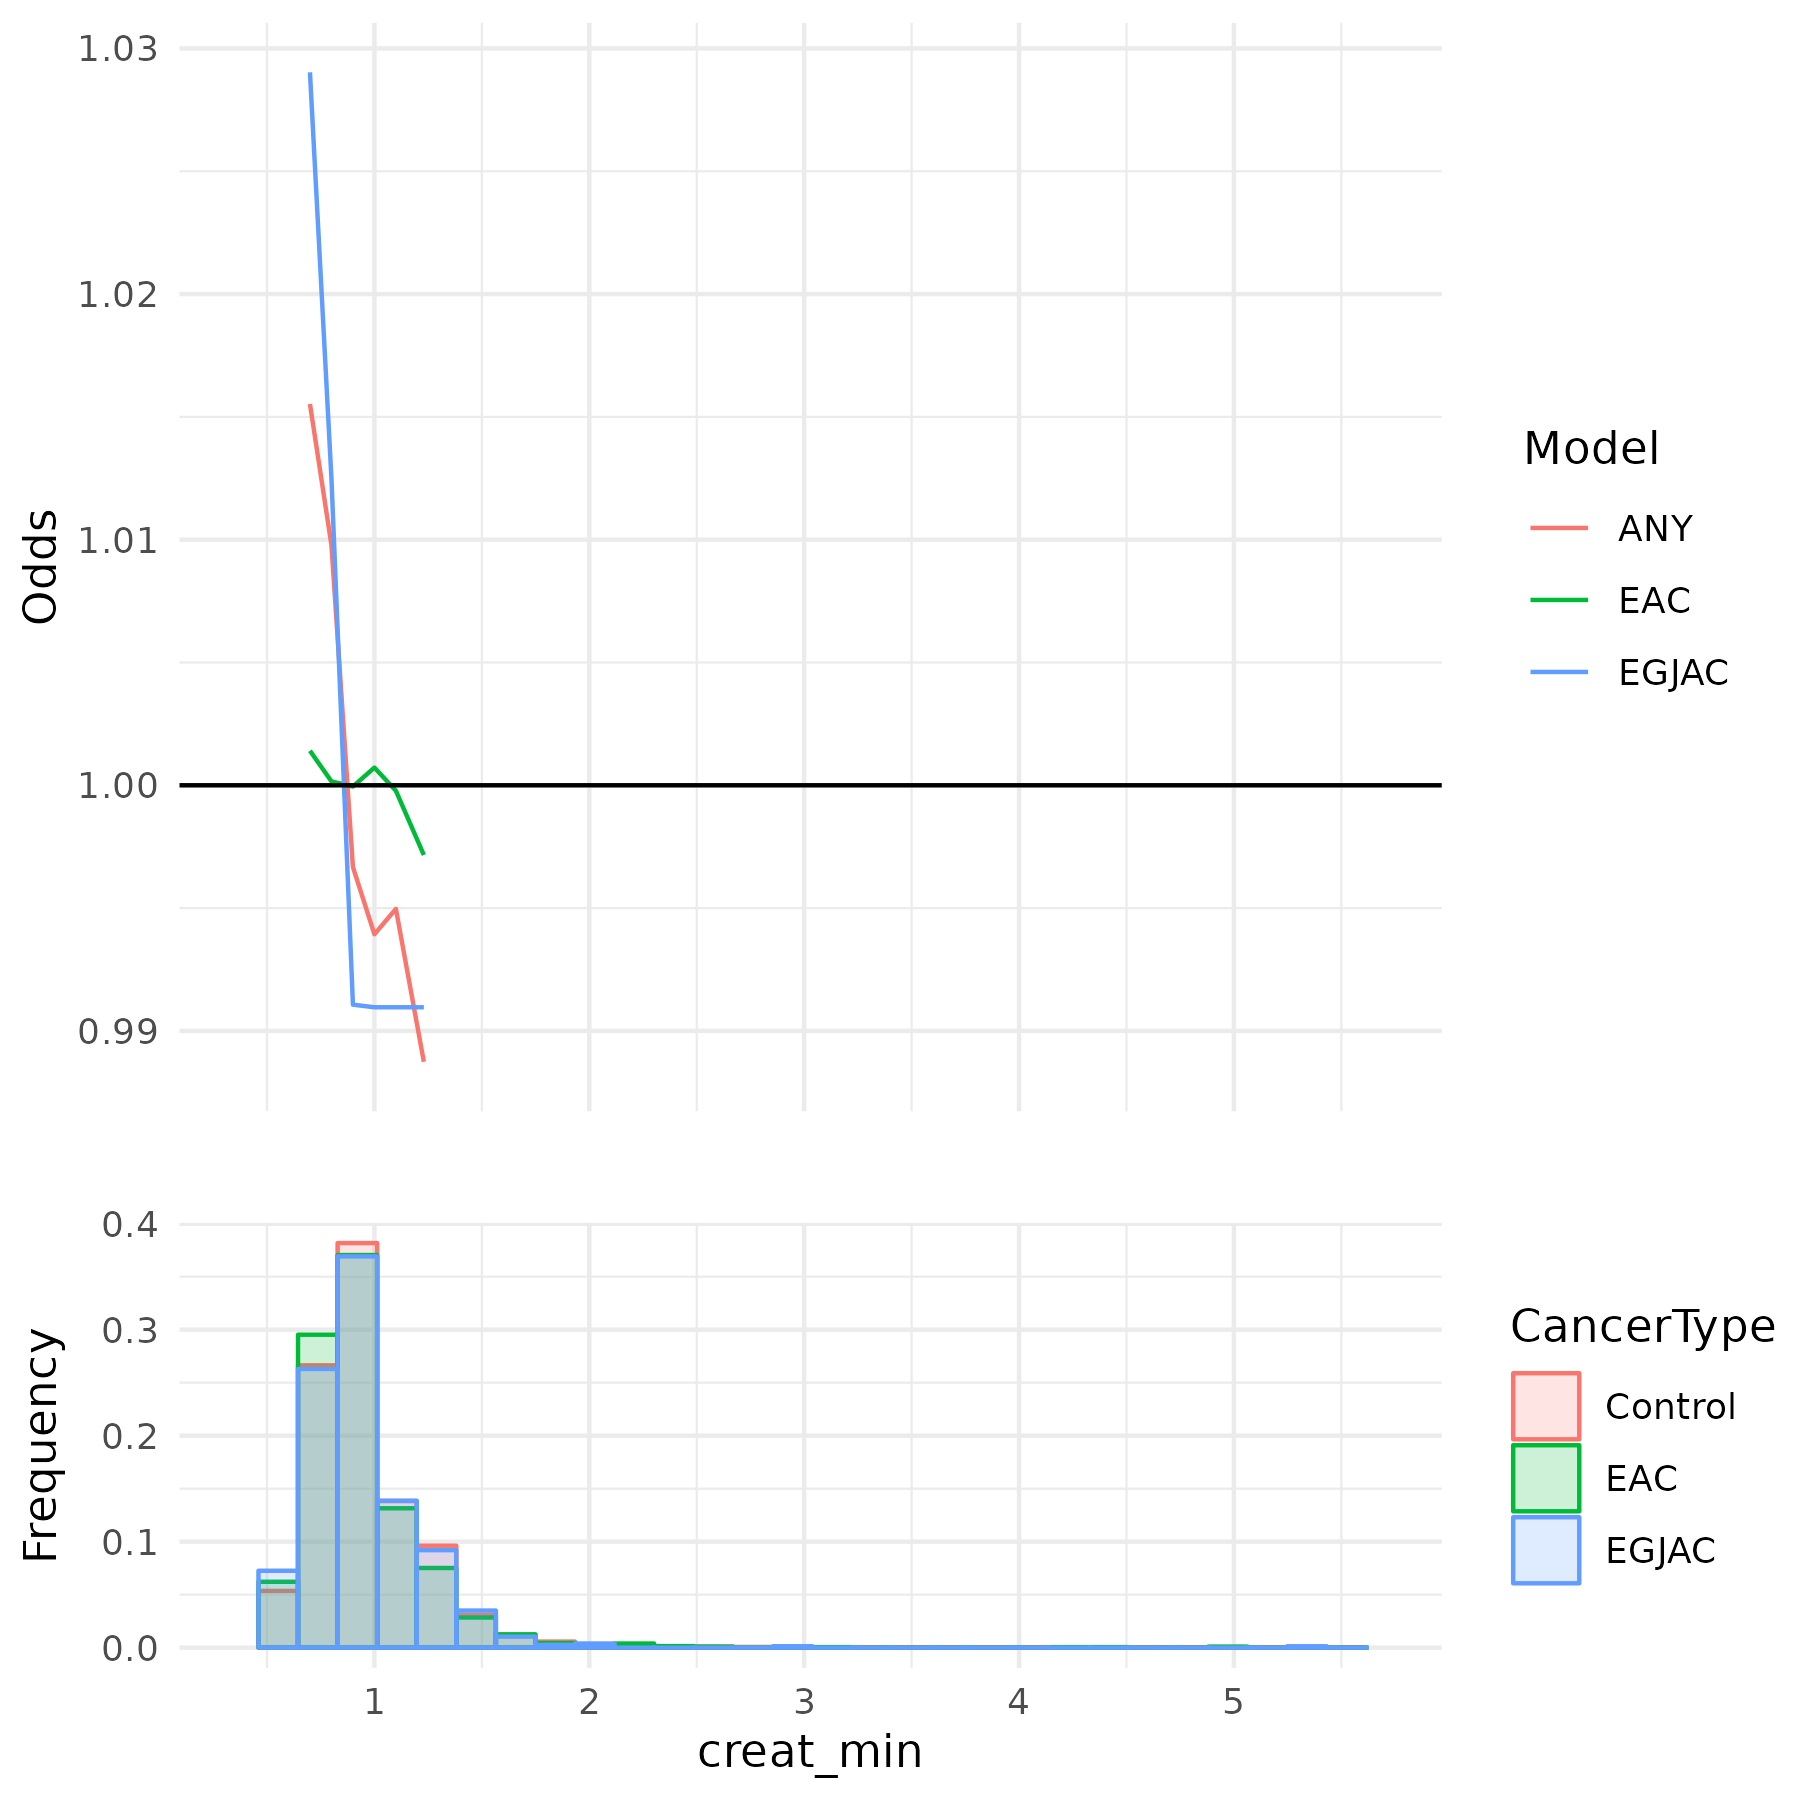 1.03
1.02
1.01
1.00
0.99
Odds
Model
ANY
EAC
EGJAC
0.4
0.3
0.2
0.1
0.0
Frequency
1 2 3 4 5
creat_min
CancerType
Control
EAC
EGJAC